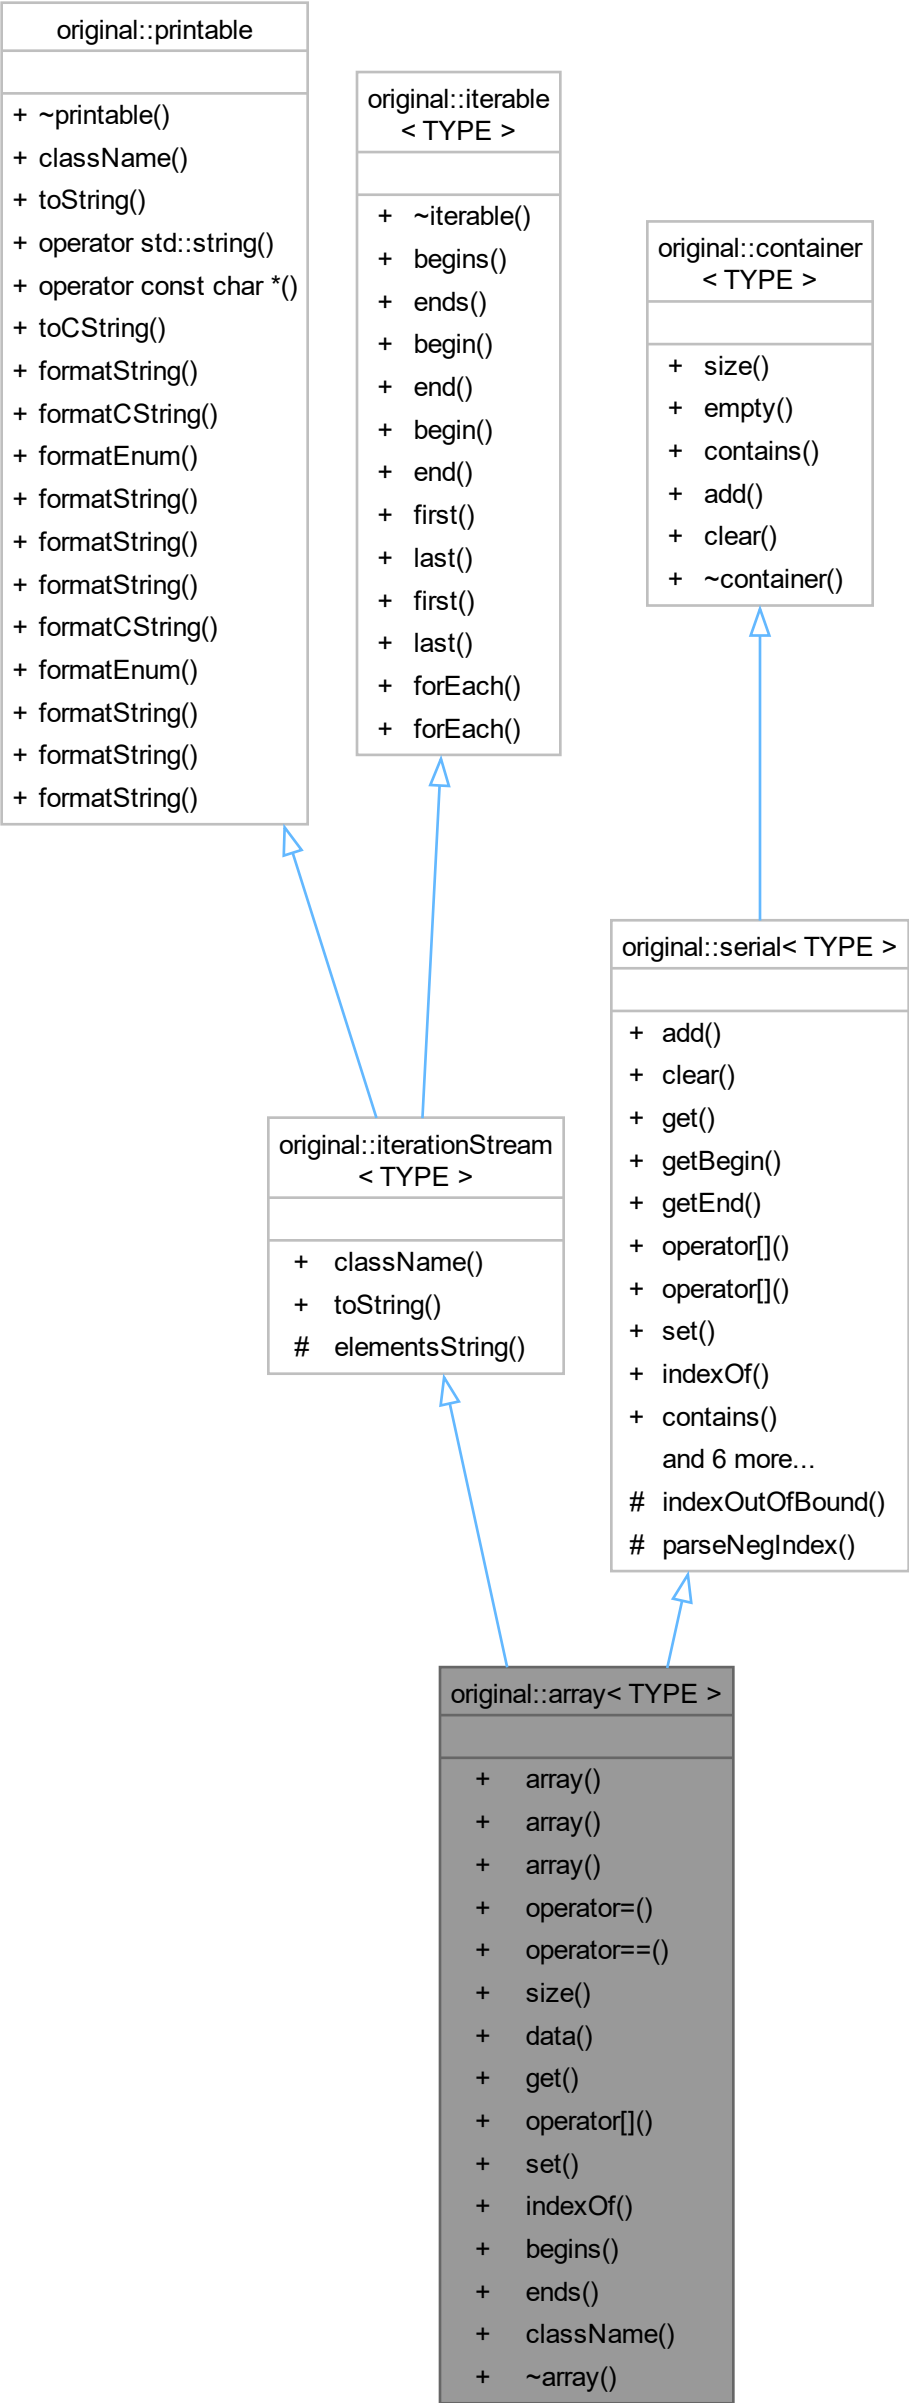 original::printable
+ ~printable()
+ className()
+ toString()
+ operator std::string()
+ operator const char *()
+ toCString()
+ formatString()
+ formatCString()
+ formatEnum()
+ formatString()
+ formatString()
+ formatString()
+ formatCString()
+ formatEnum()
+ formatString()
+ formatString()
+ formatString()
original::iterable
< TYPE >
+ ~iterable()
+ begins()
+ ends()
+ begin()
+ end()
+ begin()
+ end()
+ first()
+ last()
+ first()
+ last()
+ forEach()
+ forEach()
original::container
< TYPE >
+ size()
+ empty()
+ contains()
+ add()
+ clear()
+ ~container()
original::serial< TYPE >
+ add()
+ clear()
+ get()
+ getBegin()
+ getEnd()
+ operator[]()
+ operator[]()
+ set()
+ indexOf()
+ contains()
and 6 more...
# indexOutOfBound()
# parseNegIndex()
original::iterationStream
< TYPE >
+ className()
+ toString()
# elementsString()
original::array< TYPE >
+ array()
+ array()
+ array()
+ operator=()
+ operator==()
+ size()
+ data()
+ get()
+ operator[]()
+ set()
+ indexOf()
+ begins()
+ ends()
+ className()
+ ~array()